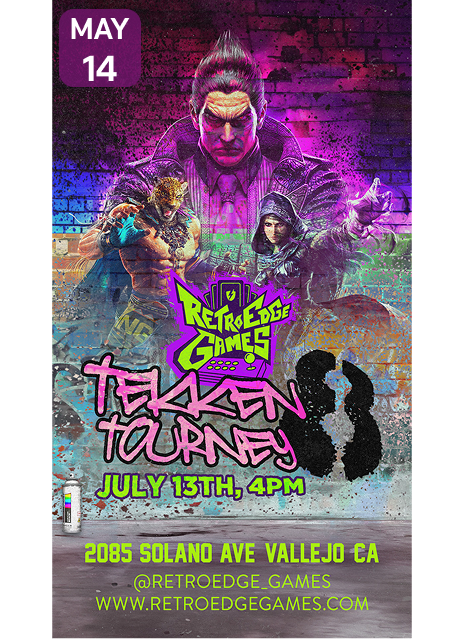 MAY
14
RETROEDGE
GAMES
TEKKEN 8
TOURNEY
JULY 13TH, 4PM
2085 SOLANO AVE VALLEJO CA
@RETROEDGE_GAMES
WWW.RETROEDGEGAMES.COM